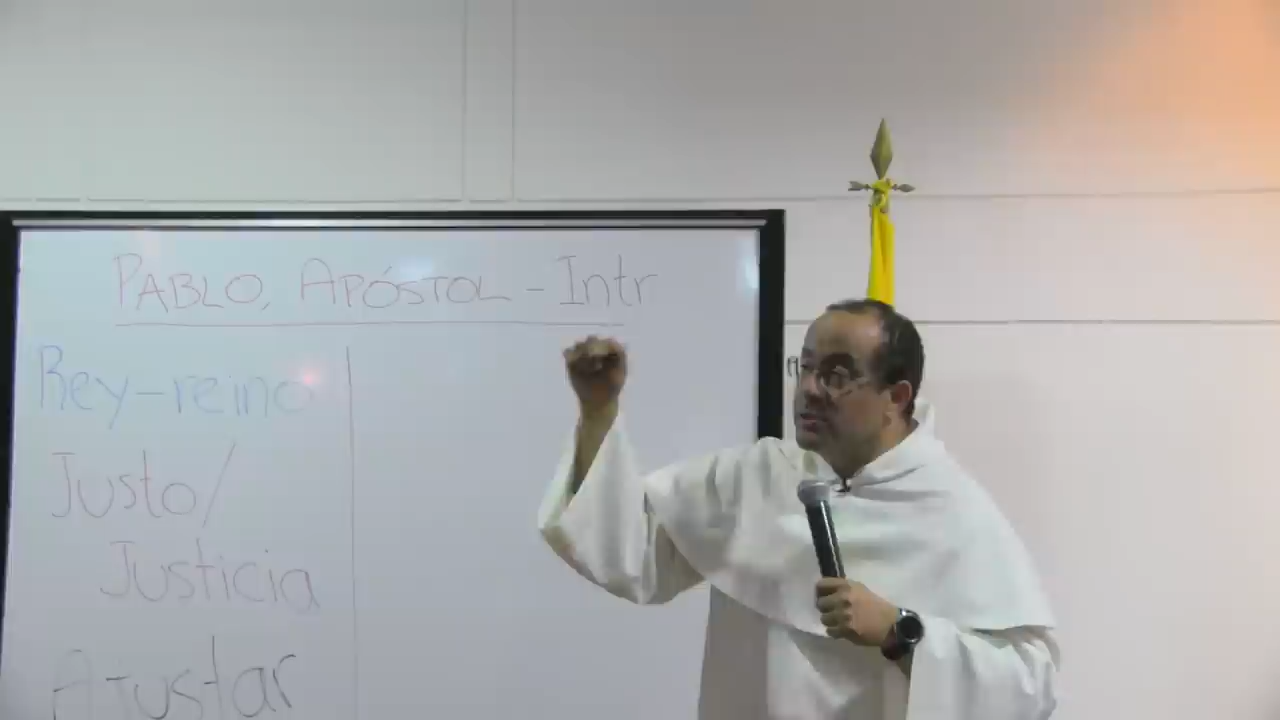 PABLO, APÓSTOL - Intr
Rey-reino
Justo/
Justicia
Ajustar